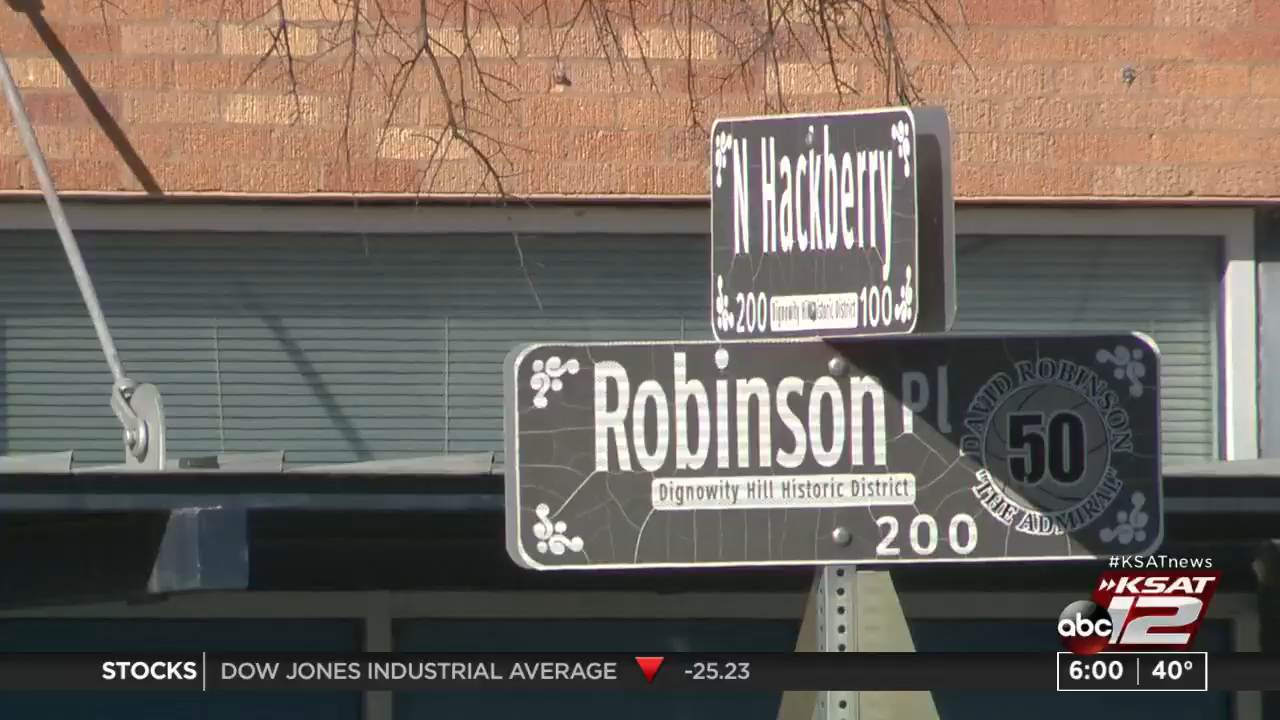 N Hackberry
200 Dignowity Hill Historic District 100
Robinson Pl
Dignowity Hill Historic District
200
DAVID ROBINSON
50
"THE ADMIRAL"
#KSATnews
KSAT
abc 12
STOCKS DOW JONES INDUSTRIAL AVERAGE -25.23
6:00 40°